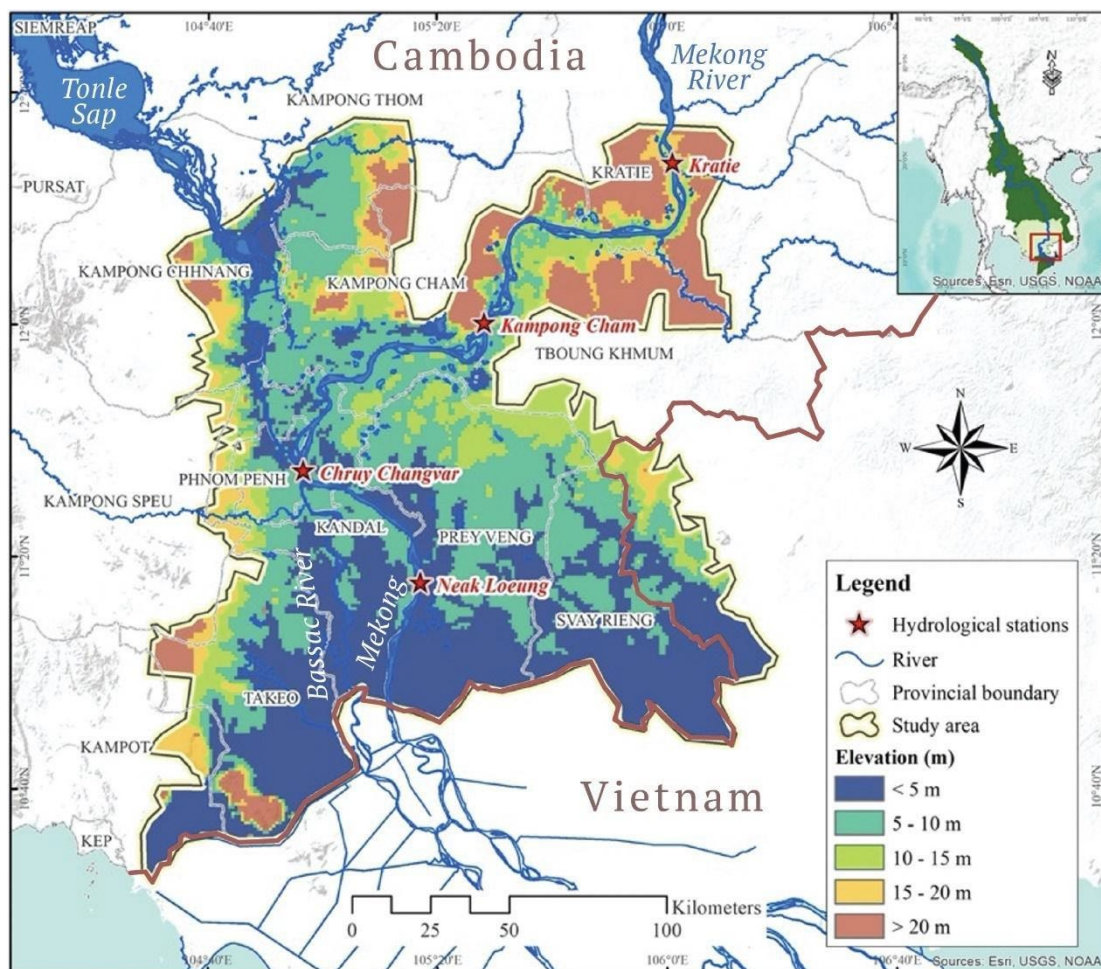 104°40'E
105°20'E
106°4
SIEMREAP
Cambodia
Mekong
River
Tonle
Sap
KAMPONG THOM
KRATIE
Kratie
PURSAT
KAMPONG CHHNANG
KAMPONG CHAM
Kampong Cham
TBOUNG KHMUM
12°0'N
12°0'N
Sources: Esri, USGS, NOAA
N
N
W
E
S
PHNOM PENH
Chruy Changvar
KAMPONG SPEU
KANDAL
PREY VENG
11°20'N
11°20'N
Bassac River
Mekong
Neak Loeung
SVAY RIENG
TAKEO
KAMPOT
KEP
10°40'N
10°40'N
Vietnam
Legend
Hydrological stations
River
Provincial boundary
Study area
Elevation (m)
< 5 m
5 - 10 m
10 - 15 m
15 - 20 m
> 20 m
Kilometers
0 25 50 100
104°40'E
105°20'E
106°0'E
106°40'E
Sources: Esri, USGS, NOAA